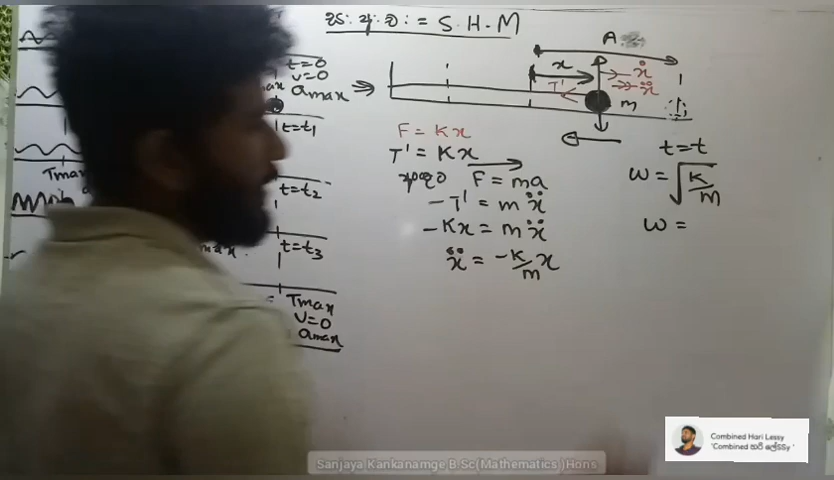 ස: අ: ච: = S.H.M
t=0
v=0
amax
t=t₁
t=t₂
t=t₃
Tmax
V=0
amax
Tmax
A
x
ẋ
T'
ẍ
P
m
t=t
F = Kx
T' = Kx
F = ma
-T' = mẍ
-Kx = mẍ
ẍ = -K/m x
ω = √K/m
ω =
Sanjaya Kankanamge B.Sc(Mathematics )Hons
Combined Hari Lessy
'Combined හරි ලේසිy '